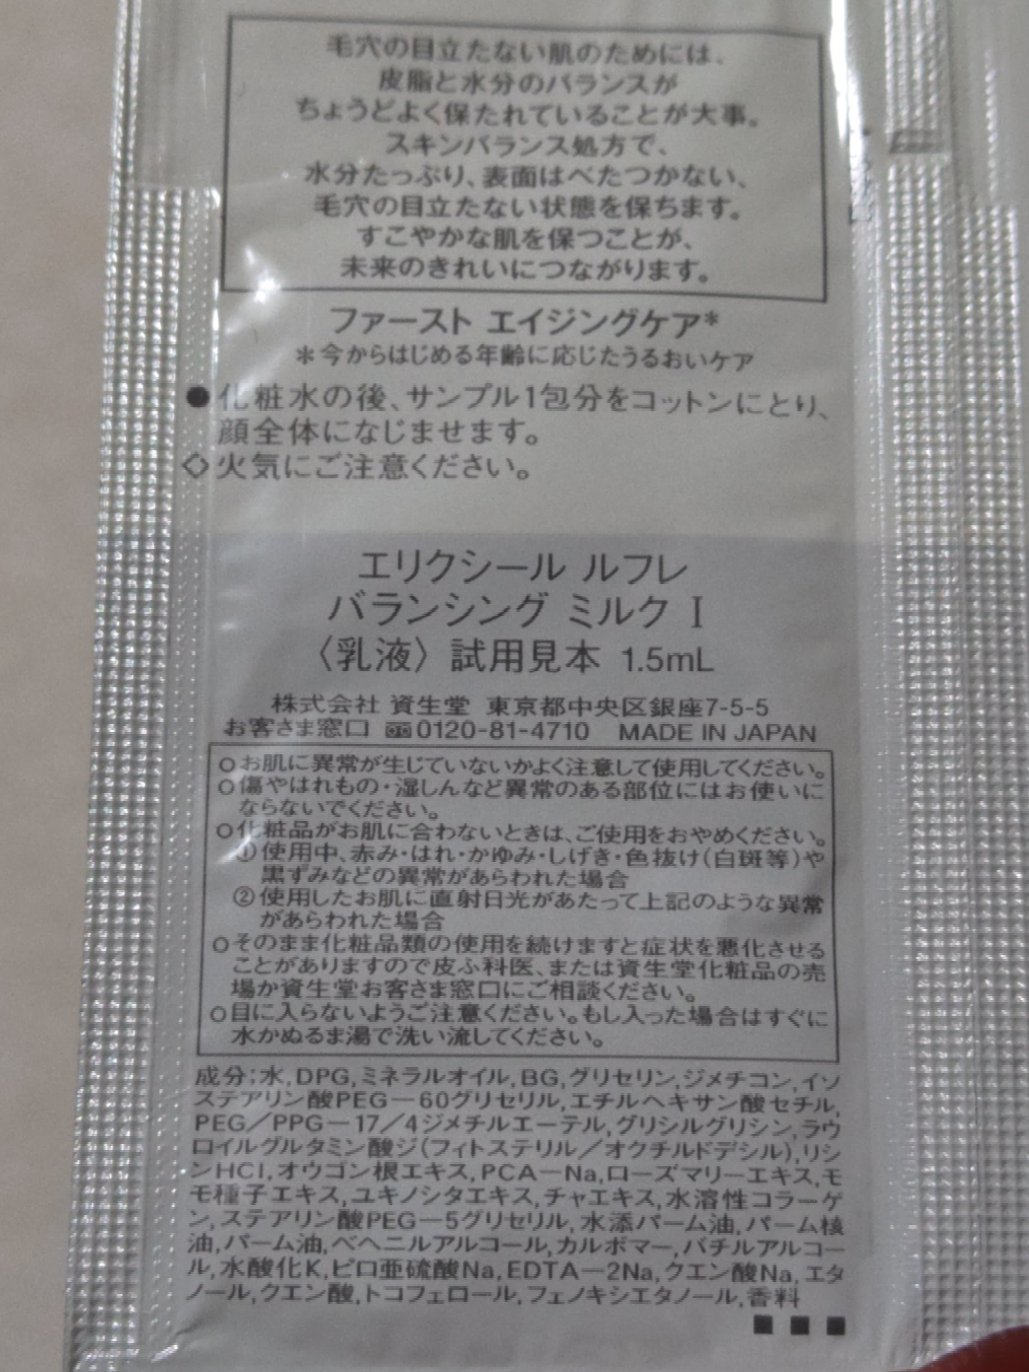 毛穴の目立たない肌のためには、
皮脂と水分のバランスが
ちょうどよく保たれていることが大事。
スキンバランス処方で、
水分たっぷり、表面はべたつかない、
毛穴の目立たない状態を保ちます。
すこやかな肌を保つことが、
未来のきれいにつながります。
ファースト エイジングケア*
*今からはじめる年齢に応じたうるおいケア
●化粧水の後、サンプル1包分をコットンにとり、
顔全体になじませます。
◇火気にご注意ください。
エリクシール ルフレ
バランシング ミルク Ⅰ
〈乳液〉試用見本 1.5mL
株式会社 資生堂 東京都中央区銀座7-5-5
お客さま窓口 0120-81-4710 MADE IN JAPAN
○お肌に異常が生じていないかよく注意して使用してください。
○傷やはれもの・湿しんなど異常のある部位にはお使いに
ならないでください。
○化粧品がお肌に合わないときは、ご使用をおやめください。
①使用中、赤み・はれ・かゆみ・しげき・色抜け(白斑等)や
黒ずみなどの異常があらわれた場合
②使用したお肌に直射日光があたって上記のような異常
があらわれた場合
○そのまま化粧品類の使用を続けますと症状を悪化させる
ことがありますので皮ふ科医、または資生堂化粧品の売
場か資生堂お客さま窓口にご相談ください。
○目に入らないようご注意ください。もし入った場合はすぐに
水かぬるま湯で洗い流してください。
成分:水,DPG,ミネラルオイル,BG,グリセリン,ジメチコン,イソ
ステアリン酸PEG－60グリセリル,エチルヘキサン酸セチル,
PEG／PPG－17／4ジメチルエーテル,グリシルグリシン,ラウ
ロイルグルタミン酸ジ(フィトステリル／オクチルドデシル),リシ
ンHCl,オウゴン根エキス,PCA－Na,ローズマリーエキス,モ
モ種子エキス,ユキノシタエキス,チャエキス,水溶性コラーゲ
ン,ステアリン酸PEG－5グリセリル,水添パーム油,パーム核
油,パーム油,ベヘニルアルコール,カルボマー,バチルアルコー
ル,水酸化K,ピロ亜硫酸Na,EDTA－2Na,クエン酸Na,エタ
ノール,クエン酸,トコフェロール,フェノキシエタノール,香料